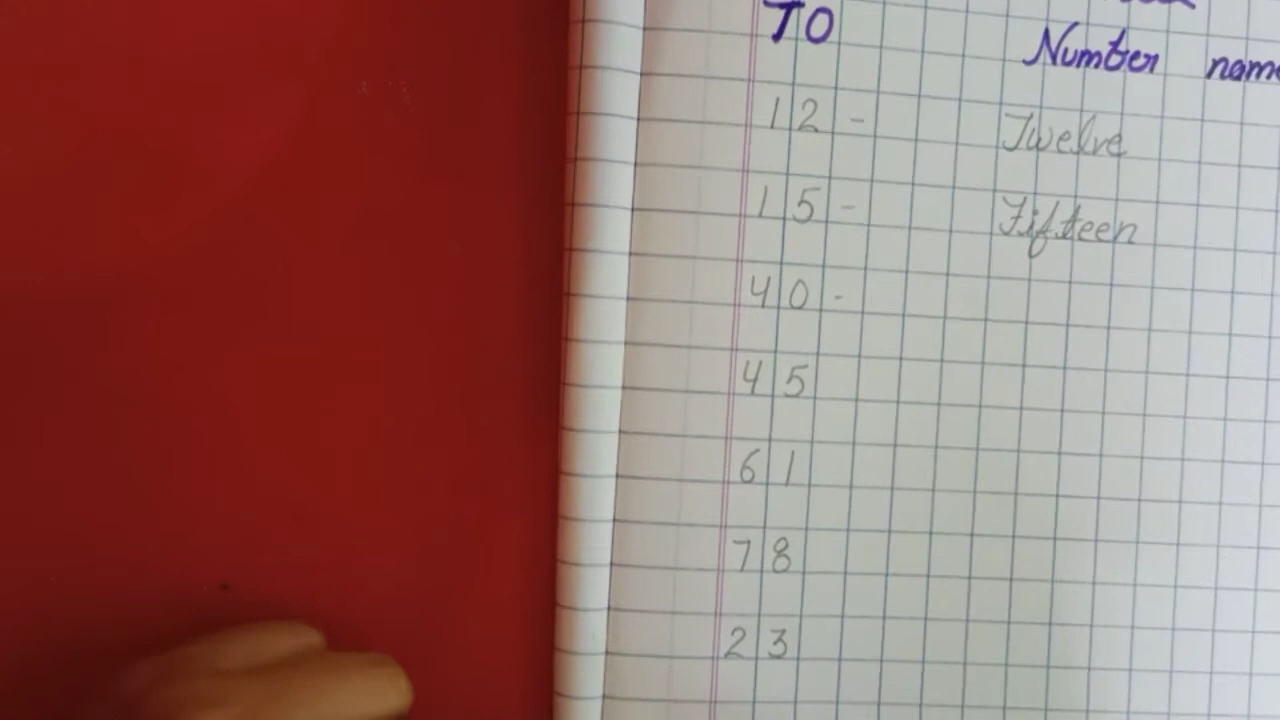 TO Number name
12 - Twelve
15 - Fifteen
40 -
45
61
78
23